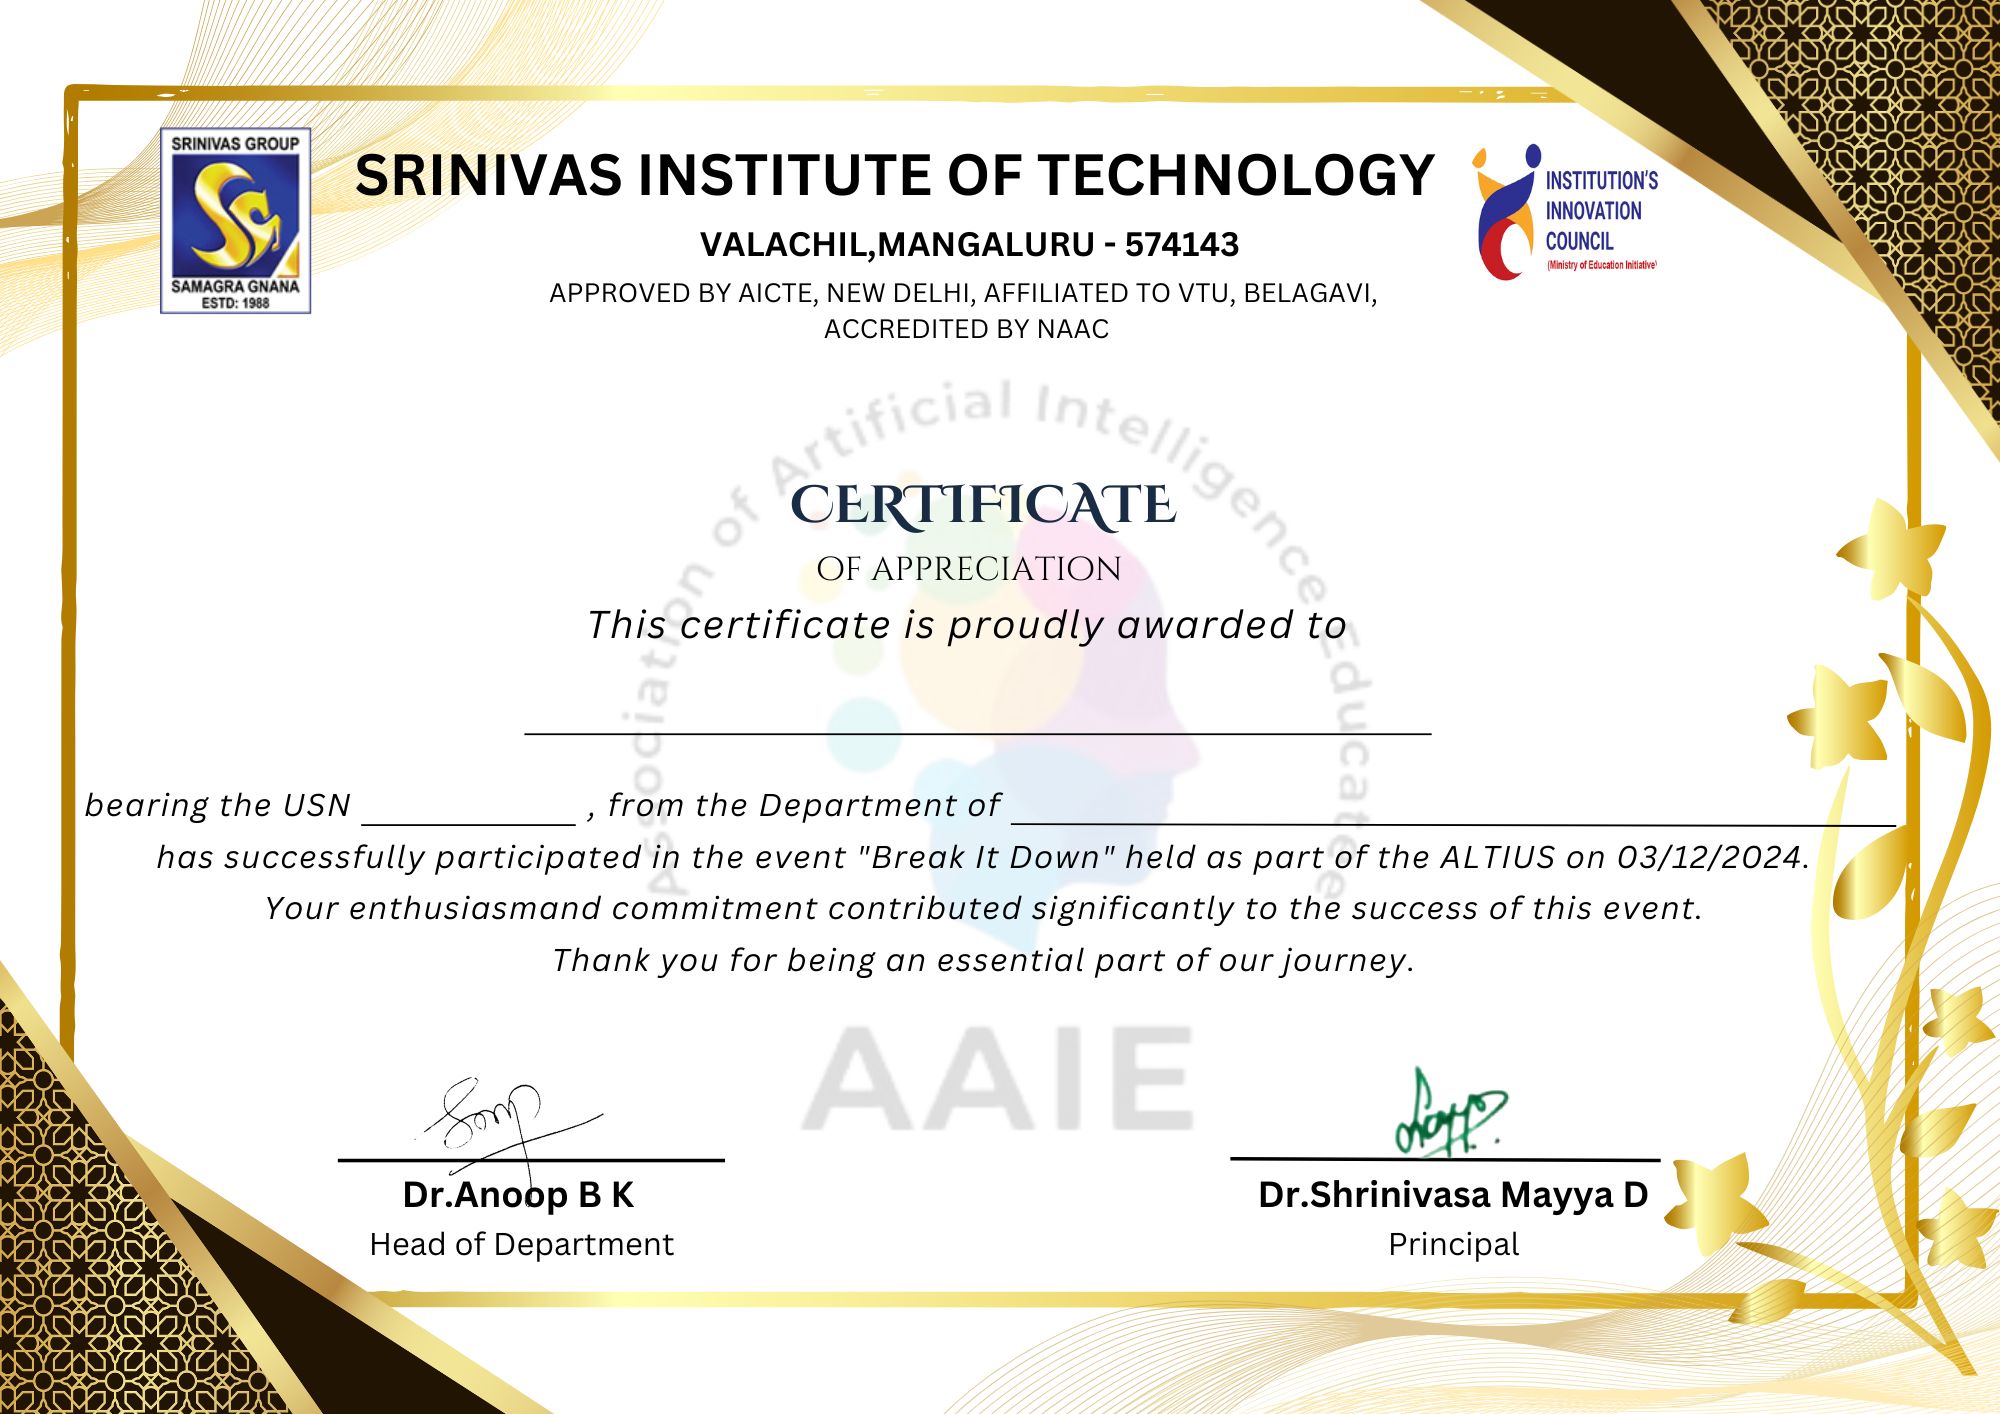 SRINIVAS GROUP
SAMAGRA GNANA
ESTD: 1988
SRINIVAS INSTITUTE OF TECHNOLOGY
VALACHIL,MANGALURU - 574143
APPROVED BY AICTE, NEW DELHI, AFFILIATED TO VTU, BELAGAVI,
ACCREDITED BY NAAC
INSTITUTION'S
INNOVATION
COUNCIL
(Ministry of Education Initiative)
Association of Artificial Intelligence Educatee
CERTIFICATE
OF APPRECIATION
This certificate is proudly awarded to
bearing the USN ____________ , from the Department of ____________
has successfully participated in the event "Break It Down" held as part of the ALTIUS on 03/12/2024.
Your enthusiasmand commitment contributed significantly to the success of this event.
Thank you for being an essential part of our journey.
AAIE
Dr.Anoop B K
Head of Department
Dr.Shrinivasa Mayya D
Principal